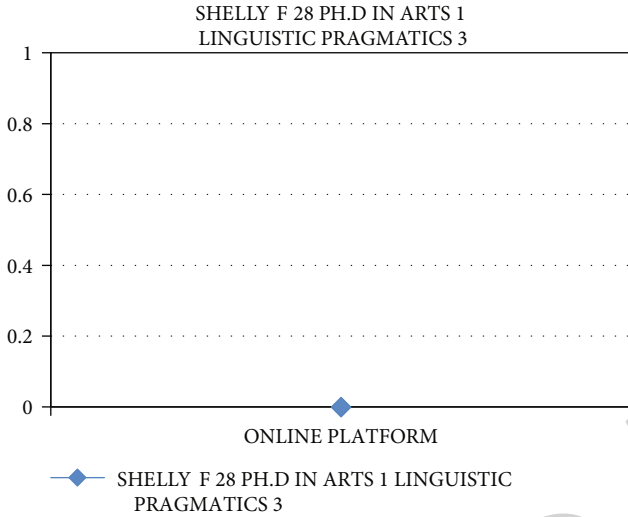 SHELLY F 28 PH.D IN ARTS 1
LINGUISTIC PRAGMATICS 3
1
0.8
0.6
0.4
0.2
0
ONLINE PLATFORM
SHELLY F 28 PH.D IN ARTS 1 LINGUISTIC
PRAGMATICS 3